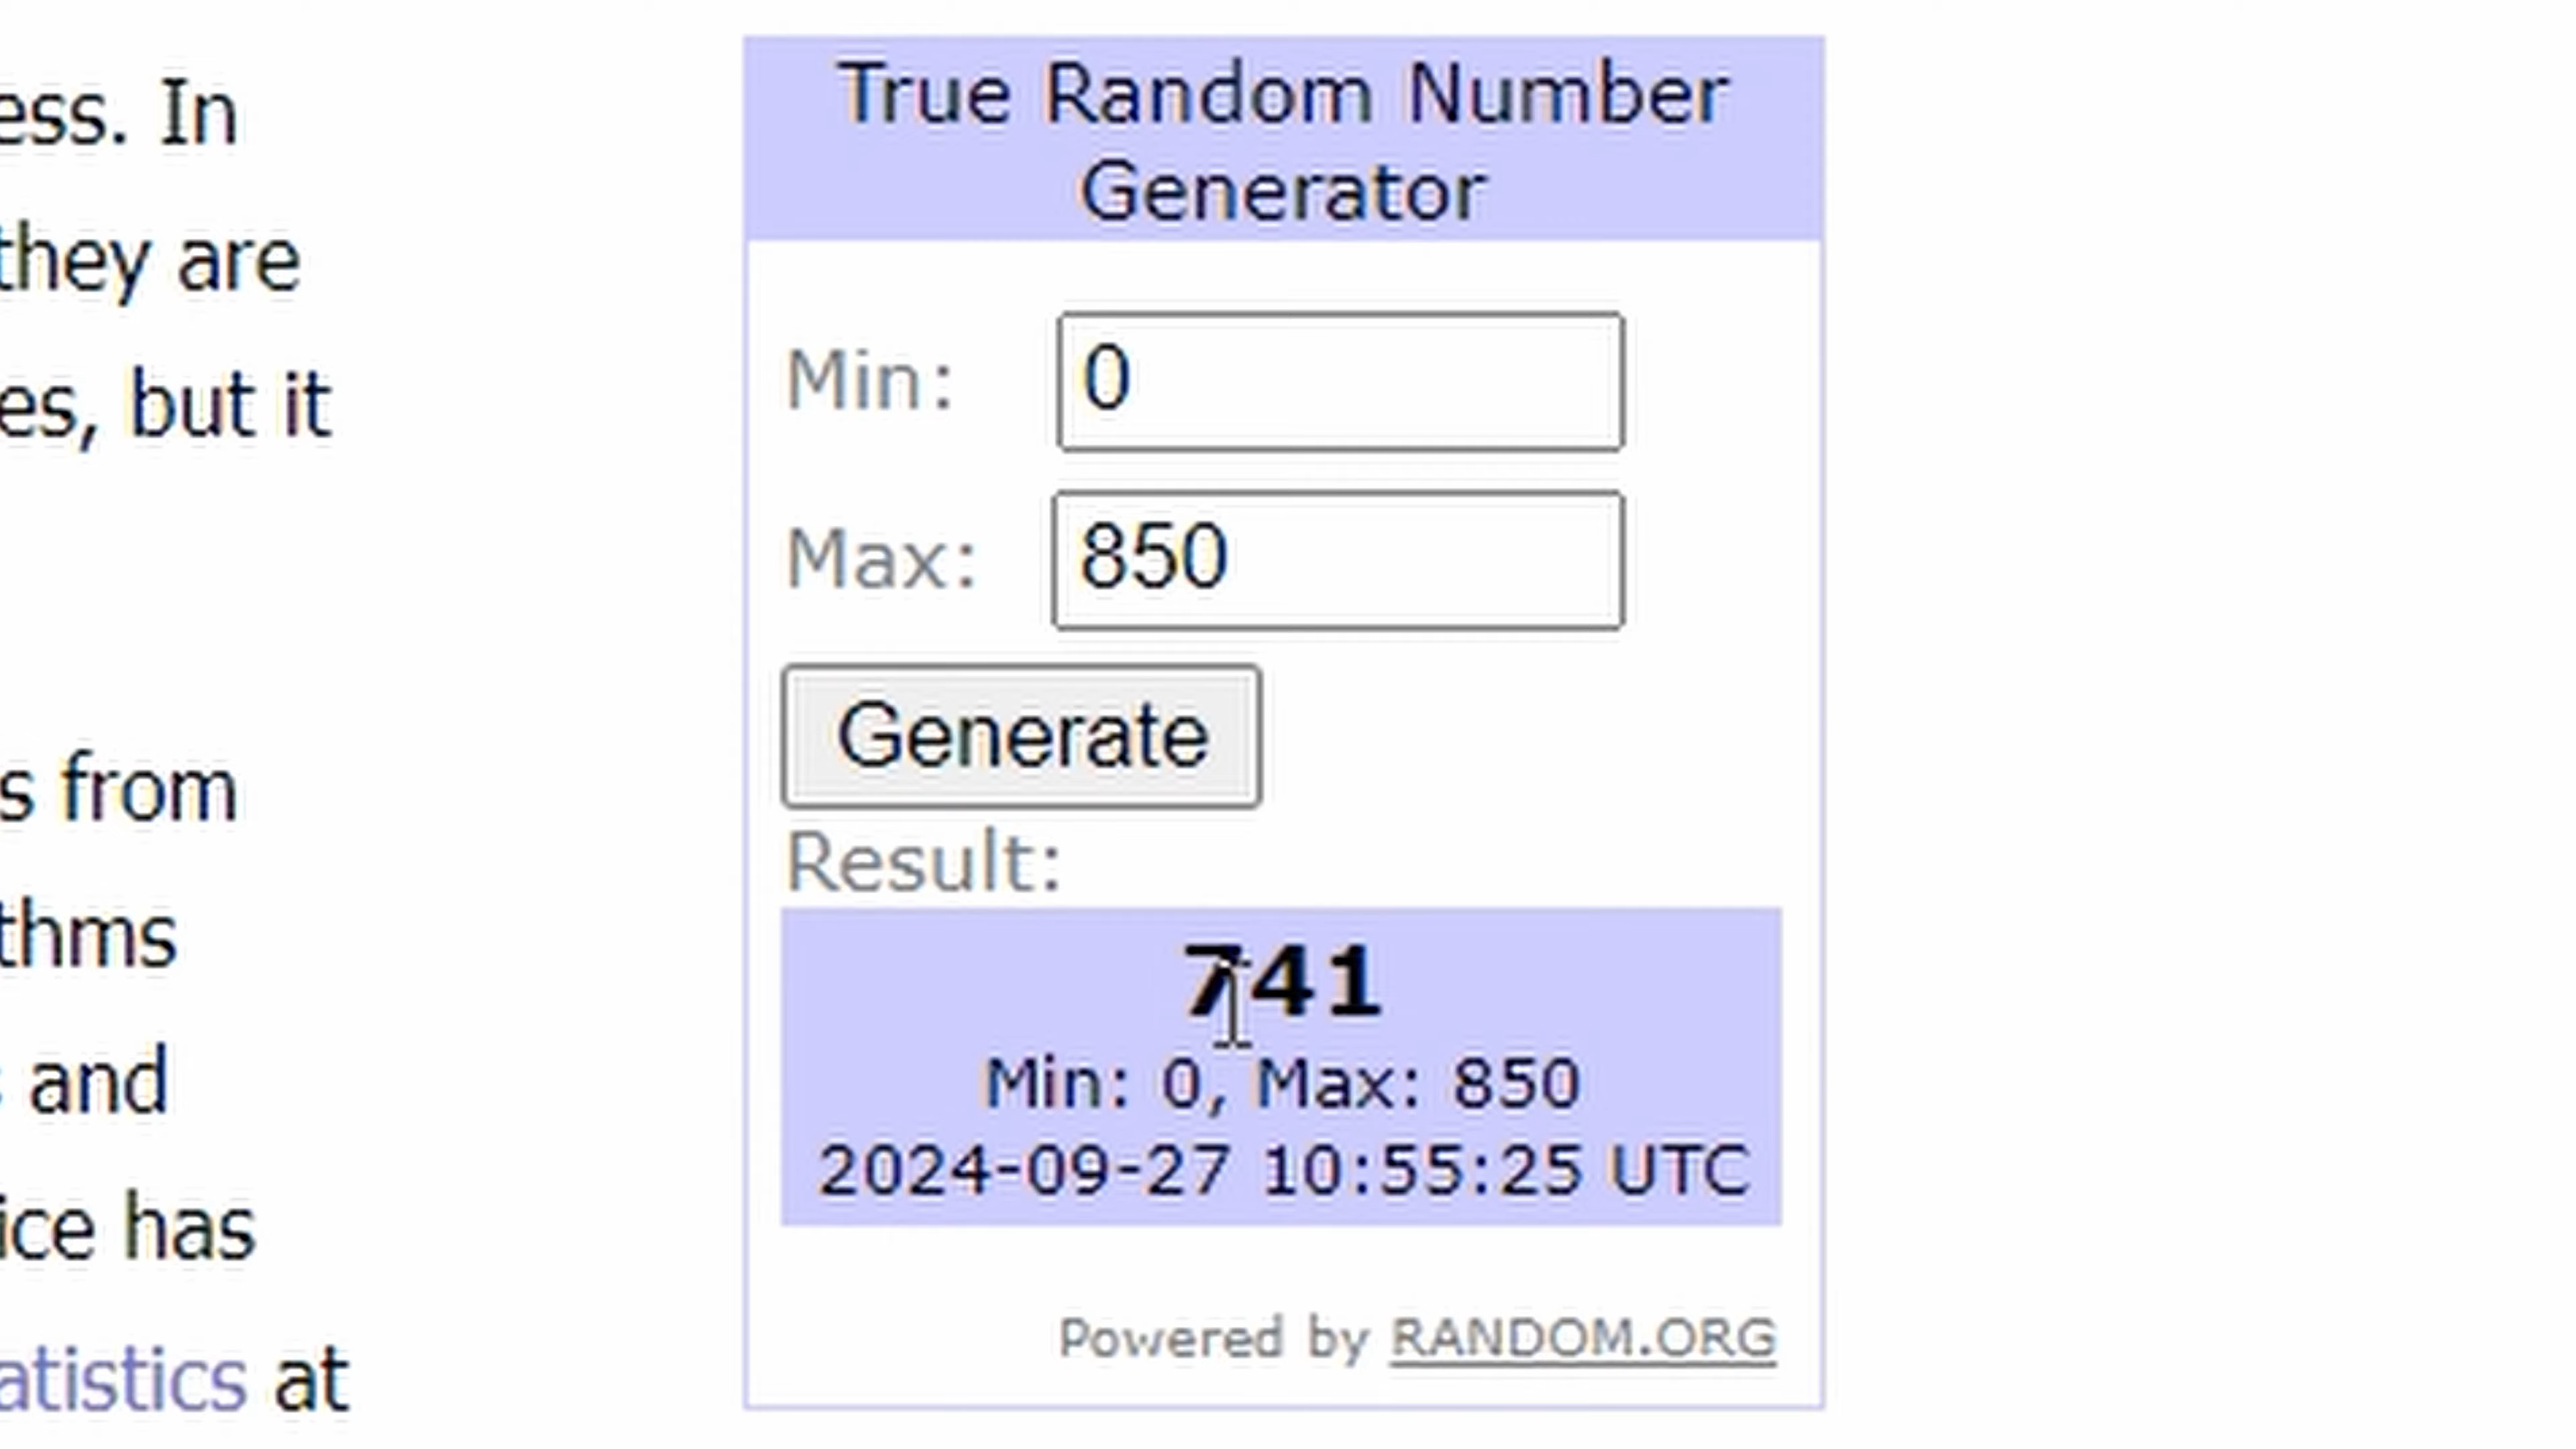 ess. In
they are
es, but it
s from
thms
and
ice has
atistics at
True Random Number
Generator
Min: 0
Max: 850
Generate
Result:
741
Min: 0, Max: 850
2024-09-27 10:55:25 UTC
Powered by RANDOM.ORG